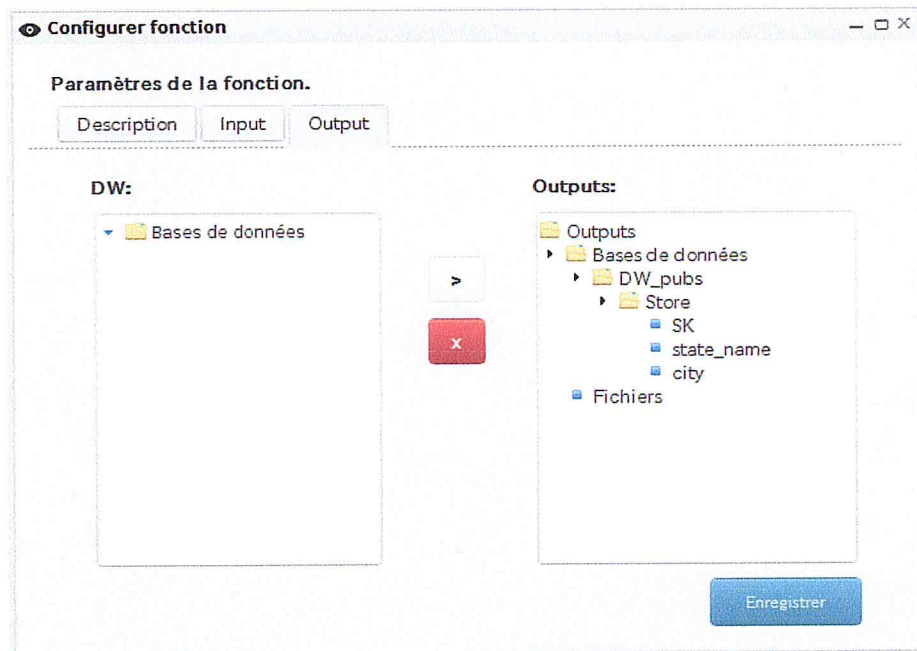 Configurer fonction
Paramètres de la fonction.
Description Input Output
DW:
Bases de données
>
x
Outputs:
Outputs
Bases de données
DW_pubs
Store
SK
state_name
city
Fichiers
Enregistrer